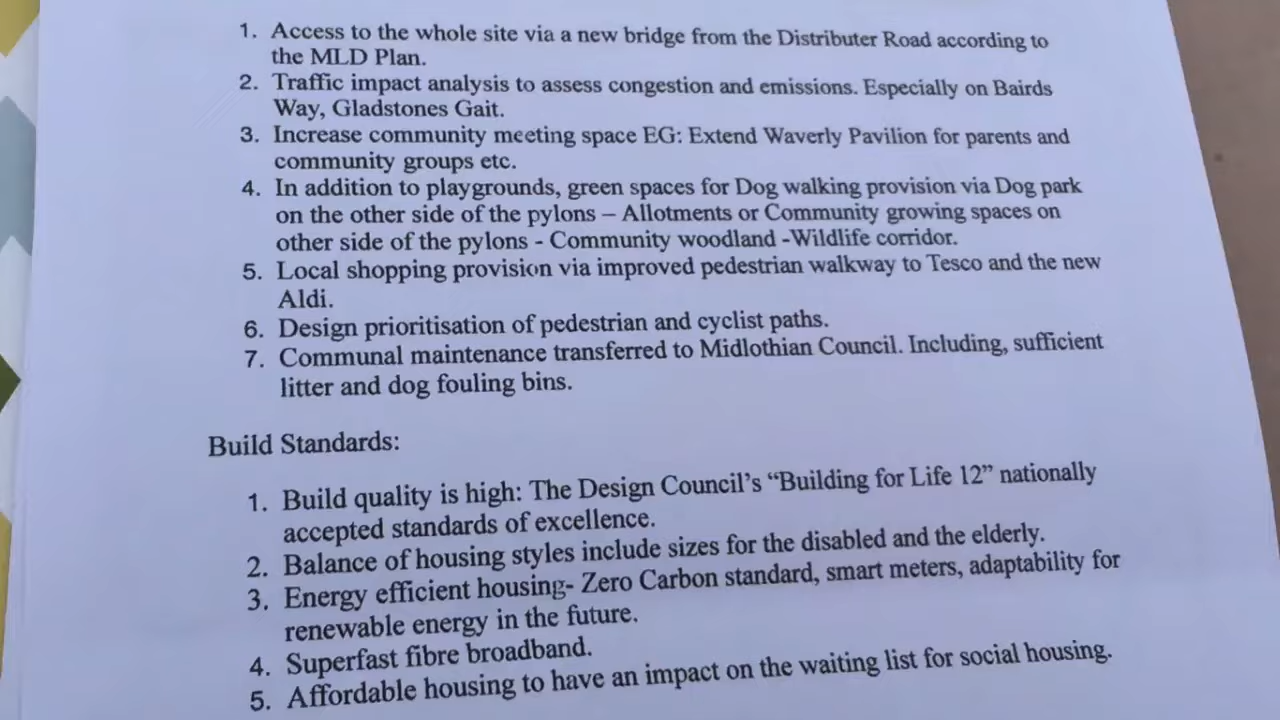 1. Access to the whole site via a new bridge from the Distributer Road according to
the MLD Plan.
2. Traffic impact analysis to assess congestion and emissions. Especially on Bairds
Way, Gladstones Gait.
3. Increase community meeting space EG: Extend Waverly Pavilion for parents and
community groups etc.
4. In addition to playgrounds, green spaces for Dog walking provision via Dog park
on the other side of the pylons – Allotments or Community growing spaces on
other side of the pylons - Community woodland -Wildlife corridor.
5. Local shopping provision via improved pedestrian walkway to Tesco and the new
Aldi.
6. Design prioritisation of pedestrian and cyclist paths.
7. Communal maintenance transferred to Midlothian Council. Including, sufficient
litter and dog fouling bins.
Build Standards:
1. Build quality is high: The Design Council’s “Building for Life 12” nationally
accepted standards of excellence.
2. Balance of housing styles include sizes for the disabled and the elderly.
3. Energy efficient housing- Zero Carbon standard, smart meters, adaptability for
renewable energy in the future.
4. Superfast fibre broadband.
5. Affordable housing to have an impact on the waiting list for social housing.